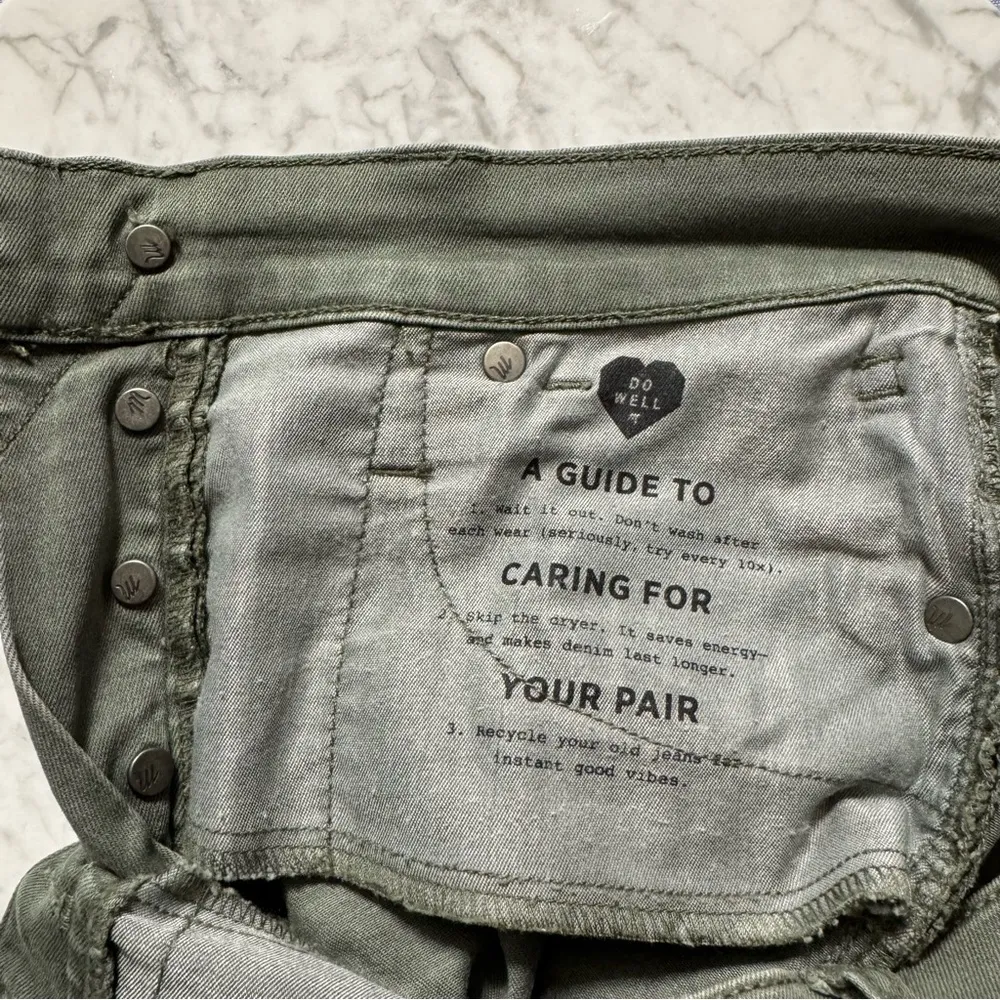 DO
WELL
A GUIDE TO
1. Wait it out. Don't wash after
each wear (seriously, try every 10x).
CARING FOR
2. Skip the dryer. It saves energy—
and makes denim last longer.
YOUR PAIR
3. Recycle your old jeans for
instant good vibes.